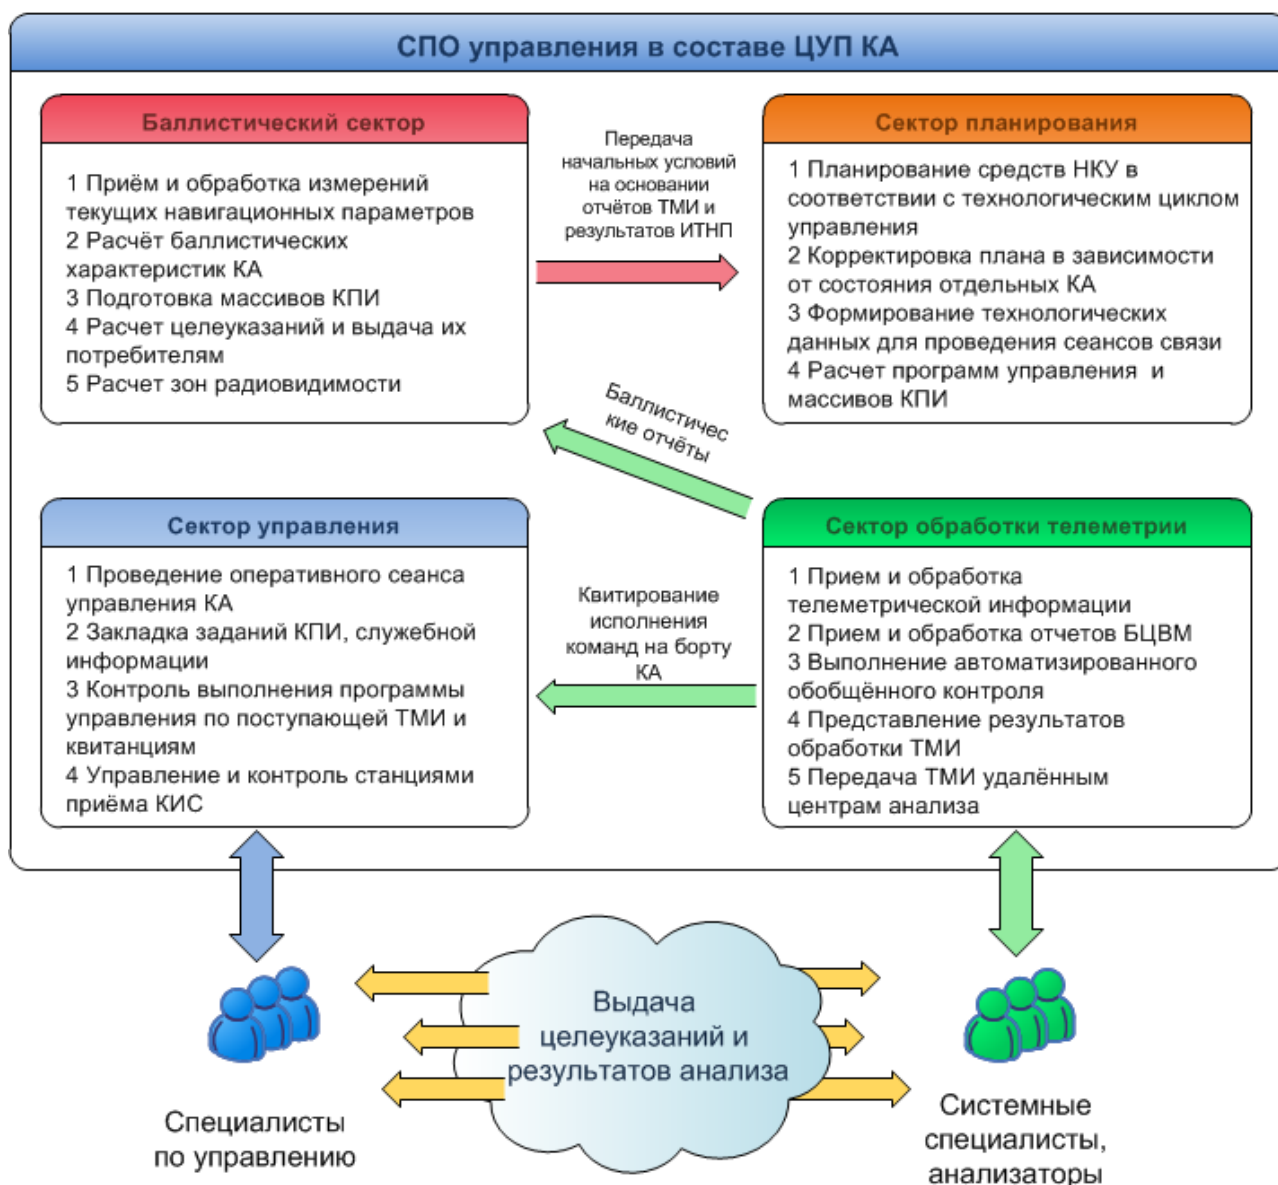 СПО управления в составе ЦУП КА
Баллистический сектор
1 Приём и обработка измерений
текущих навигационных параметров
2 Расчёт баллистических
характеристик КА
3 Подготовка массивов КПИ
4 Расчет целеуказаний и выдача их
потребителям
5 Расчет зон радиовидимости
Передача
начальных условий
на основании
отчётов ТМИ и
результатов ИТНП
Сектор планирования
1 Планирование средств НКУ в
соответствии с технологическим циклом
управления
2 Корректировка плана в зависимости
от состояния отдельных КА
3 Формирование технологических
данных для проведения сеансов связи
4 Расчет программ управления и
массивов КПИ
Баллистичес
кие отчёты
Сектор управления
1 Проведение оперативного сеанса
управления КА
2 Закладка заданий КПИ, служебной
информации
3 Контроль выполнения программы
управления по поступающей ТМИ и
квитанциям
4 Управление и контроль станциями
приёма КИС
Квитирование
исполнения
команд на борту
КА
Сектор обработки телеметрии
1 Прием и обработка
телеметрической информации
2 Прием и обработка отчетов БЦВМ
3 Выполнение автоматизированного
обобщённого контроля
4 Представление результатов
обработки ТМИ
5 Передача ТМИ удалённым
центрам анализа
Выдача
целеуказаний и
результатов анализа
Специалисты
по управлению
Системные
специалисты,
анализаторы